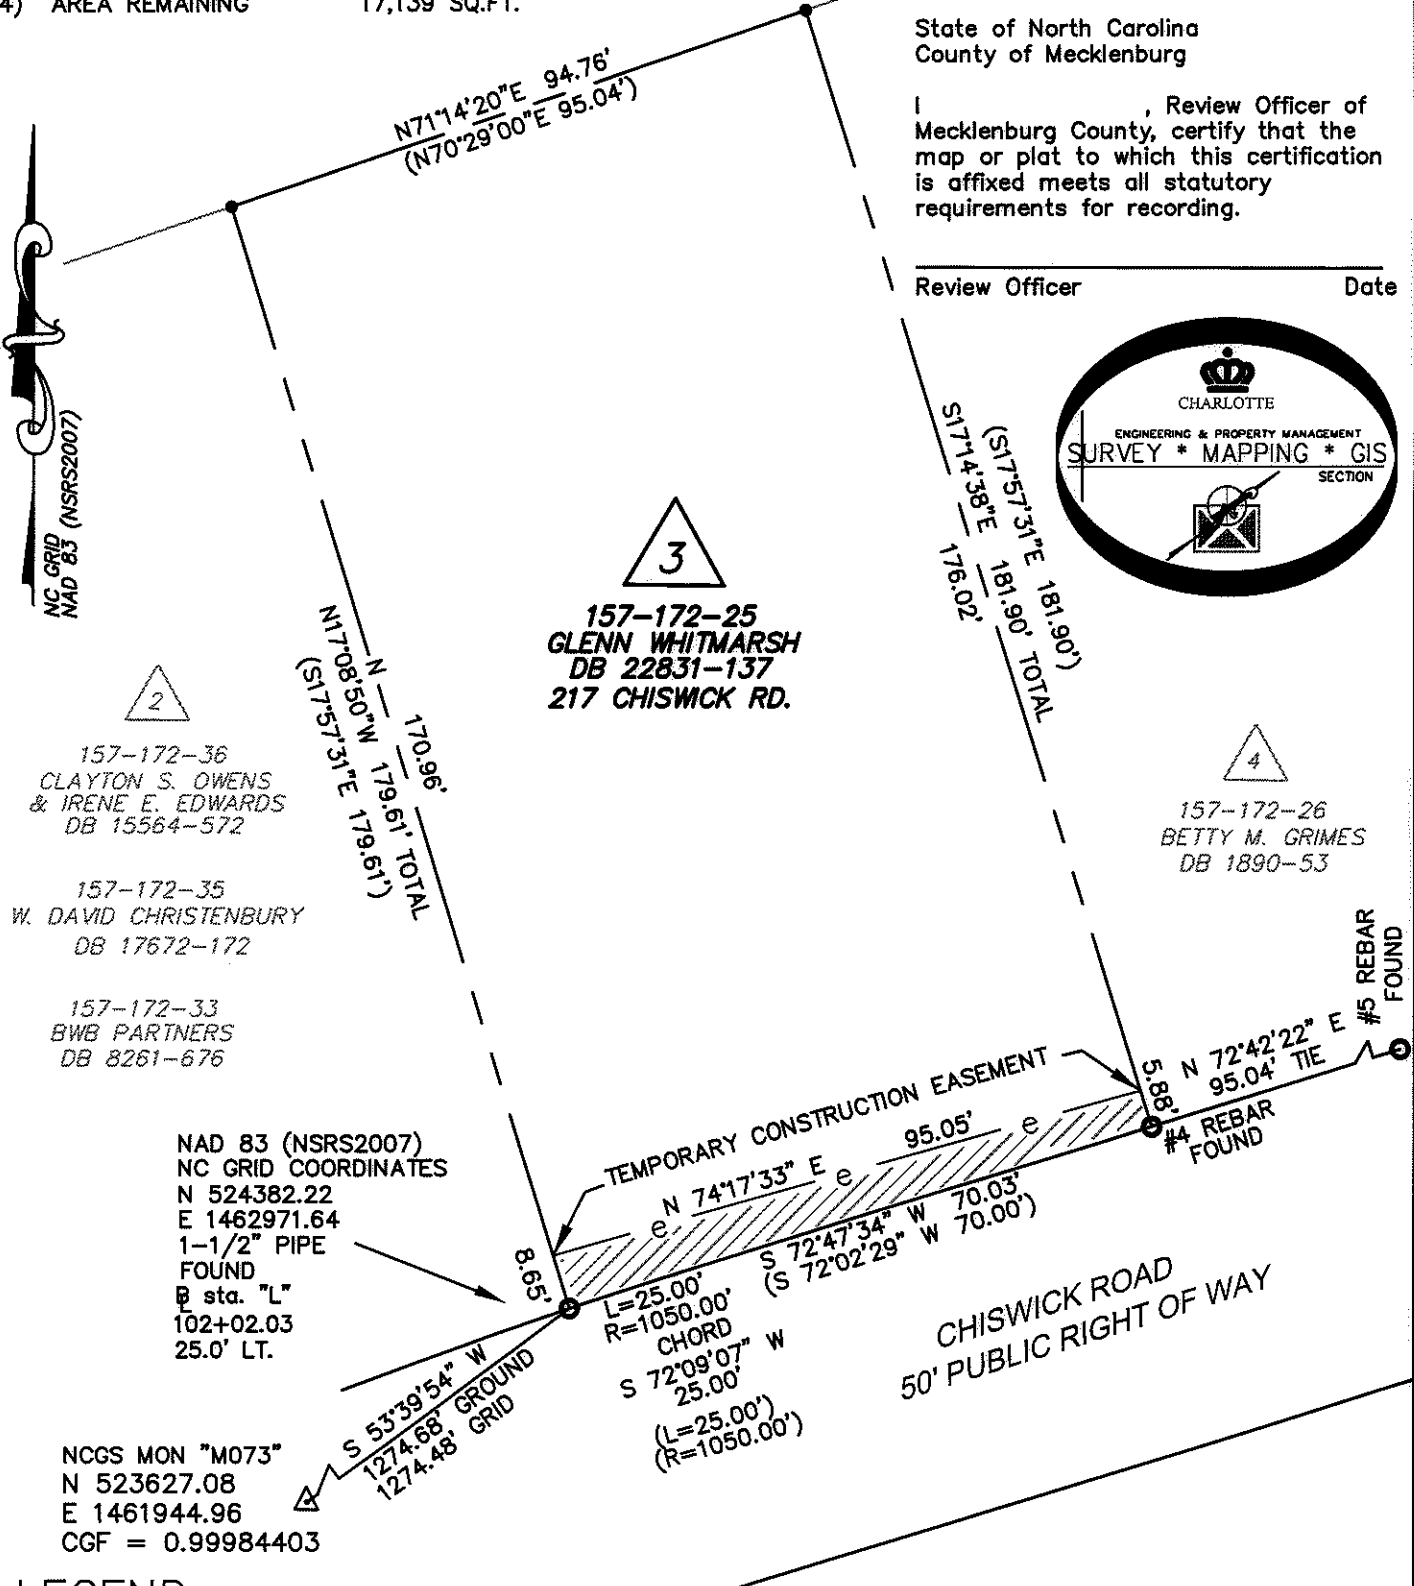 4) AREA REMAINING 17,139 SQ.FT.
State of North Carolina
County of Mecklenburg
I , Review Officer of
Mecklenburg County, certify that the
map or plat to which this certification
is affixed meets all statutory
requirements for recording.
Review Officer Date
N71°14'20"E 94.76'
(N70°29'00"E 95.04')
NC GRID
NAD 83 (NSRS2007)
CHARLOTTE
ENGINEERING & PROPERTY MANAGEMENT
SURVEY * MAPPING * GIS
SECTION
(S17°57'31"E 181.90')
S17°14'38"E 181.90' TOTAL
176.02'
3
157-172-25
GLENN WHITMARSH
DB 22831-137
217 CHISWICK RD.
N 170.96'
N17°08'50"W 179.61' TOTAL
(S17°57'31"E 179.61')
2
157-172-36
CLAYTON S. OWENS
& IRENE E. EDWARDS
DB 15564-572
157-172-35
W. DAVID CHRISTENBURY
DB 17672-172
157-172-33
BWB PARTNERS
DB 8261-676
4
157-172-26
BETTY M. GRIMES
DB 1890-53
#5 REBAR
FOUND
N 72°42'22" E
95.04' TIE
5.88'
#4 REBAR
FOUND
TEMPORARY CONSTRUCTION EASEMENT
e N 74°17'33" E e 95.05' e
NAD 83 (NSRS2007)
NC GRID COORDINATES
N 524382.22
E 1462971.64
1-1/2" PIPE
FOUND
sta. "L"
102+02.03
25.0' LT.
8.65'
S 72°47'34" W 70.03'
(S 72°02'29" W 70.00')
L=25.00'
R=1050.00'
CHORD
S 72°09'07" W
25.00'
(L=25.00')
(R=1050.00')
CHISWICK ROAD
50' PUBLIC RIGHT OF WAY
S 53°39'54" W
1274.68' GROUND
1274.48' GRID
NCGS MON "M073"
N 523627.08
E 1461944.96
CGF = 0.99984403
LEGEND